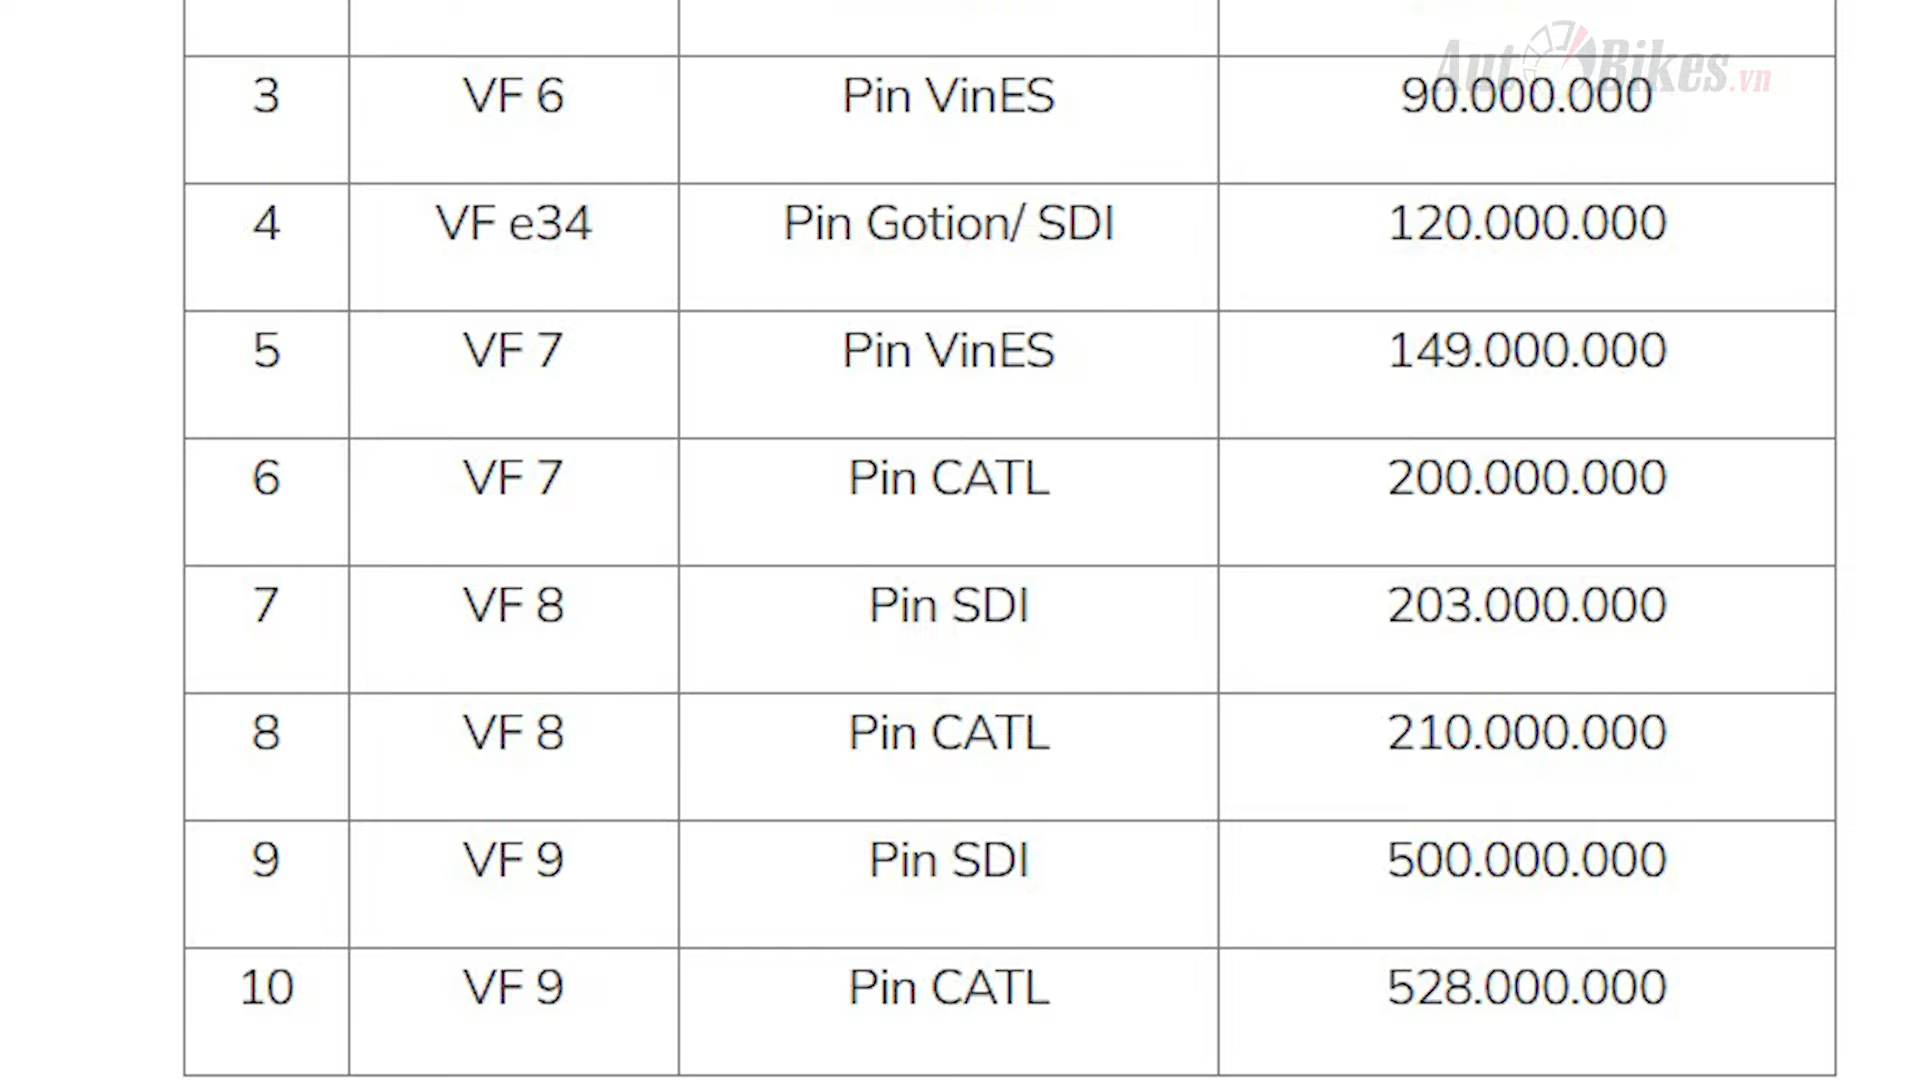 AutoBikes.vn
3 VF 6 Pin VinES 90.000.000
4 VF e34 Pin Gotion/ SDI 120.000.000
5 VF 7 Pin VinES 149.000.000
6 VF 7 Pin CATL 200.000.000
7 VF 8 Pin SDI 203.000.000
8 VF 8 Pin CATL 210.000.000
9 VF 9 Pin SDI 500.000.000
10 VF 9 Pin CATL 528.000.000